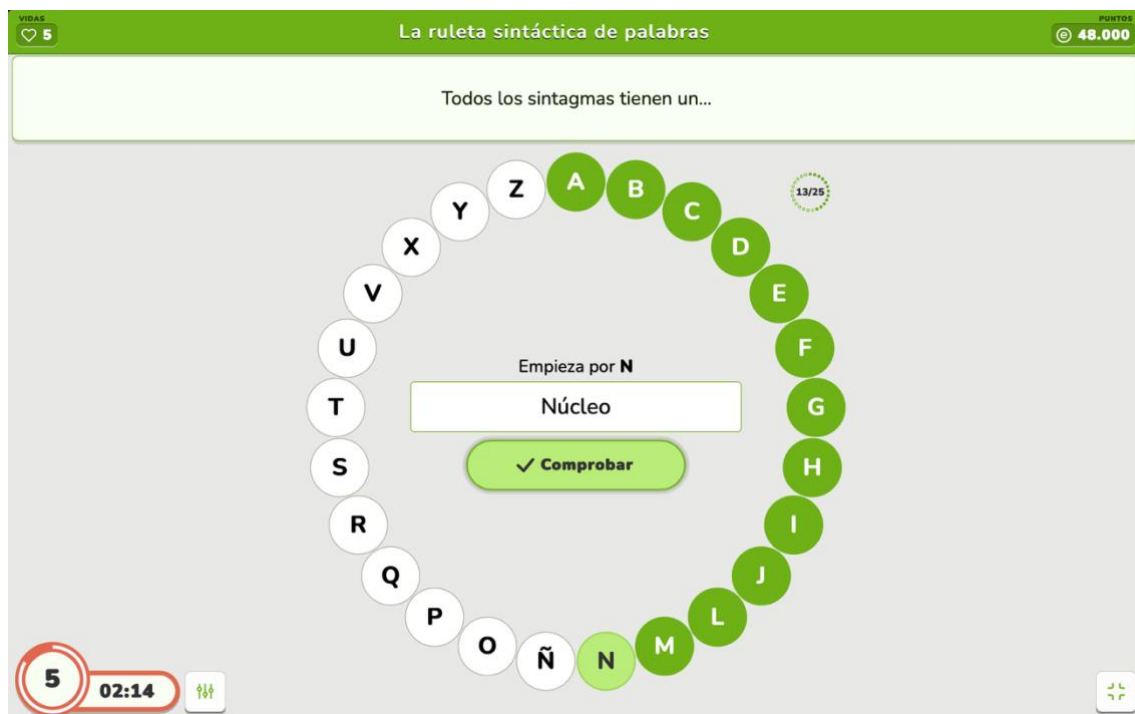 VIDAS
5
La ruleta sintáctica de palabras
PUNTOS
48.000
Todos los sintagmas tienen un...
13/25
A
B
C
D
E
F
G
H
I
J
L
M
N
Ñ
O
P
Q
R
S
T
U
V
X
Y
Z
Empieza por N
Núcleo
Comprobar
5
02:14